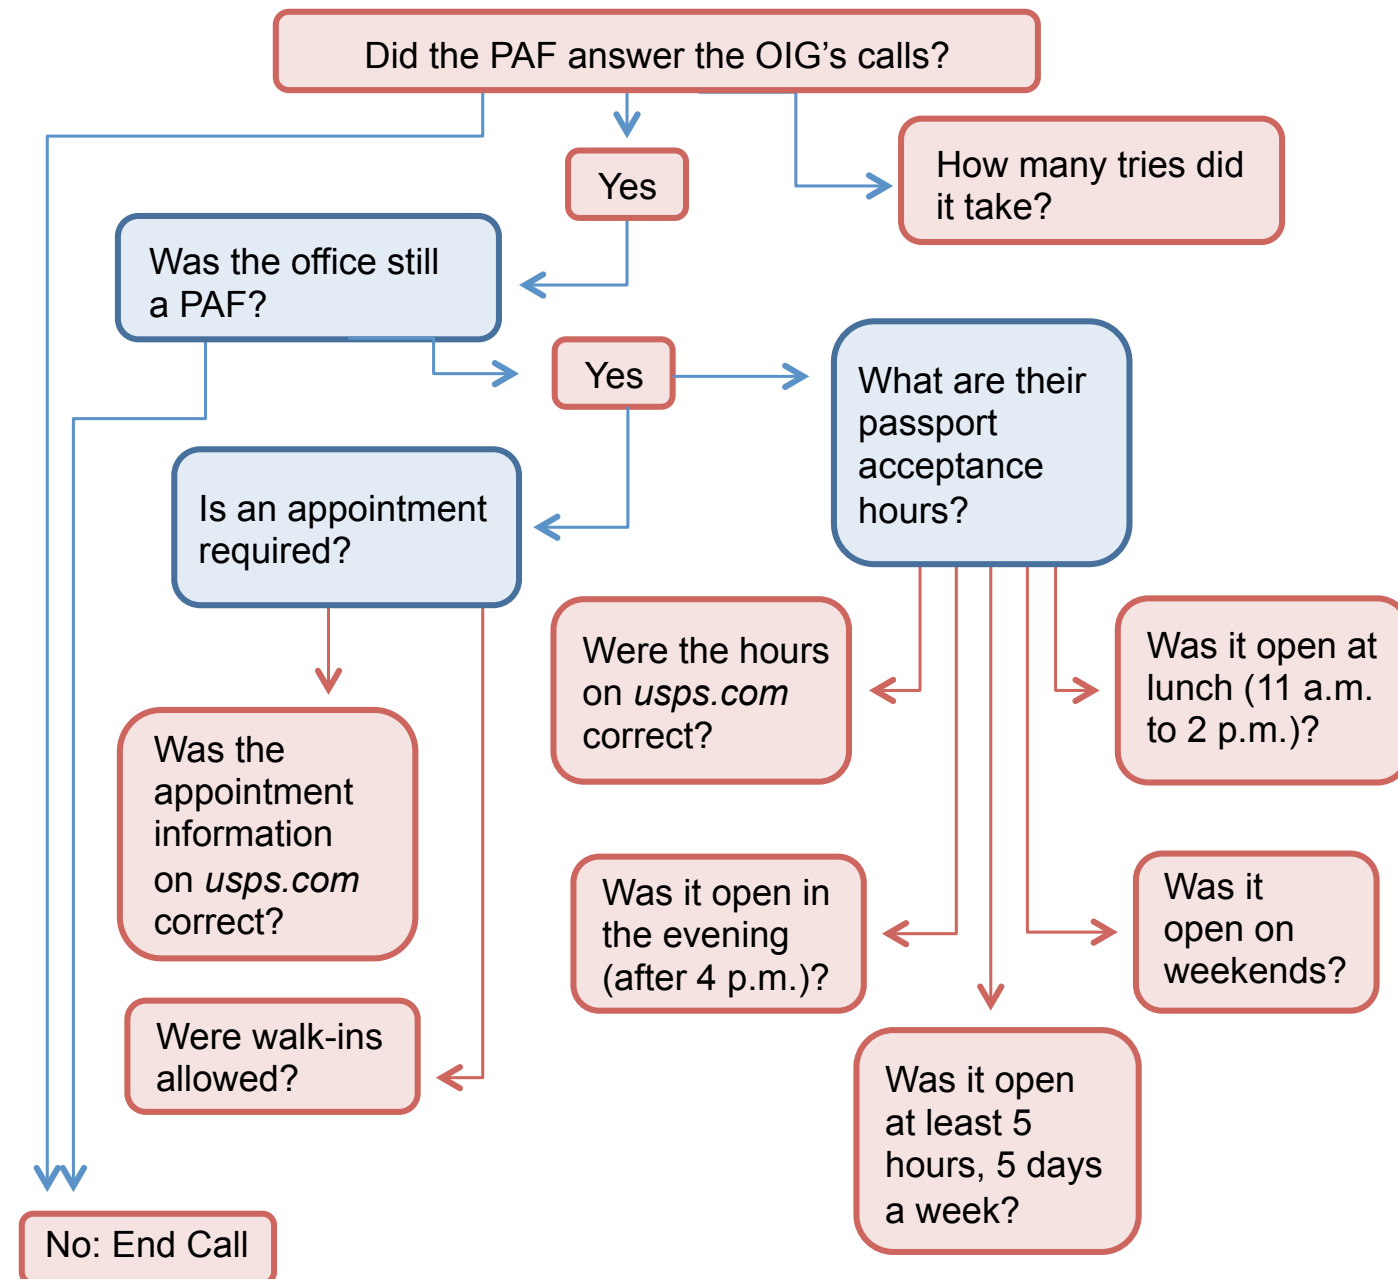 Did the PAF answer the OIG’s calls?
Yes
How many tries did
it take?
Was the office still
a PAF?
Yes
What are their
passport
acceptance
hours?
Is an appointment
required?
Were the hours
on usps.com
correct?
Was it open at
lunch (11 a.m.
to 2 p.m.)?
Was the
appointment
information
on usps.com
correct?
Was it open in
the evening
(after 4 p.m.)?
Was it
open on
weekends?
Were walk-ins
allowed?
Was it open
at least 5
hours, 5 days
a week?
No: End Call